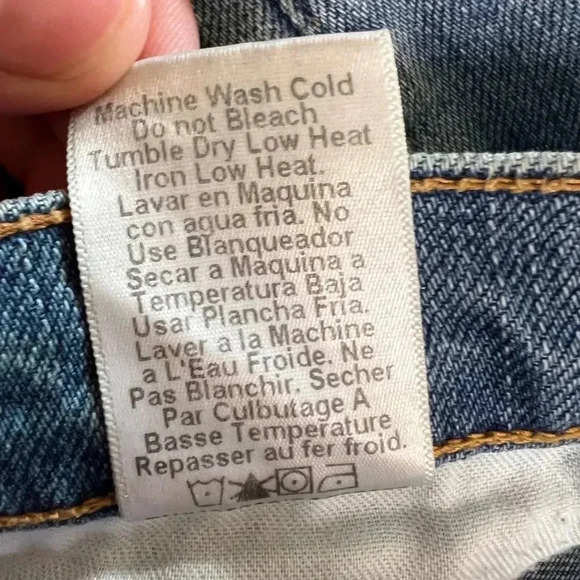 Machine Wash Cold
Do not Bleach
Tumble Dry Low Heat
Iron Low Heat.
Lavar en Maquina
con agua fria. No
Use Blanqueador
Secar a Maquina a
Temperatura Baja
Usar Plancha Fria.
Laver a la Machine
a L'Eau Froide. Ne
Pas Blanchir. Secher
Par Culbutage A
Basse Temperature
Repasser au fer froid.